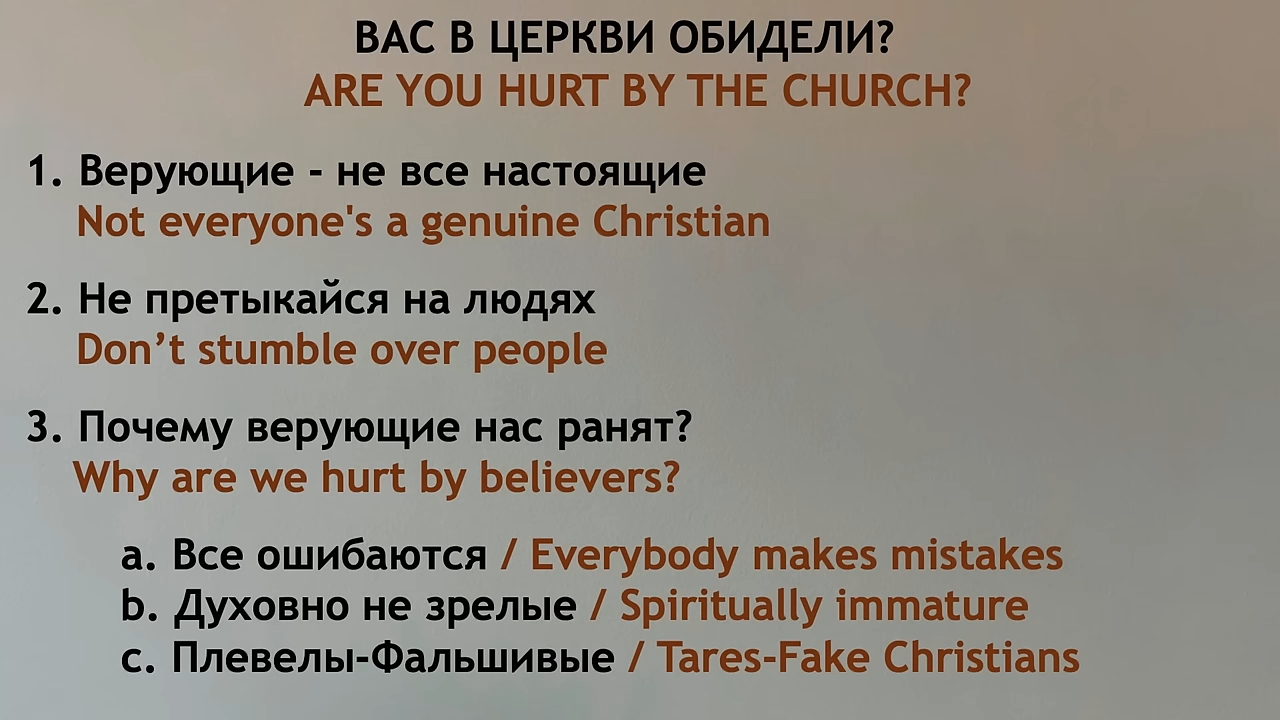 ВАС В ЦЕРКВИ ОБИДЕЛИ?
ARE YOU HURT BY THE CHURCH?
1. Верующие - не все настоящие
Not everyone's a genuine Christian
2. Не претыкайся на людях
Don’t stumble over people
3. Почему верующие нас ранят?
Why are we hurt by believers?
a. Все ошибаются / Everybody makes mistakes
b. Духовно не зрелые / Spiritually immature
c. Плевелы-Фальшивые / Tares-Fake Christians